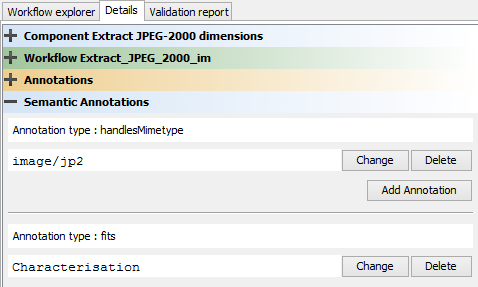 Workflow explorer Details Validation report
Component Extract JPEG-2000 dimensions
Workflow Extract_JPEG_2000_im
Annotations
Semantic Annotations
Annotation type : handlesMimetype
image/jp2 Change Delete
Add Annotation
Annotation type : fits
Characterisation Change Delete